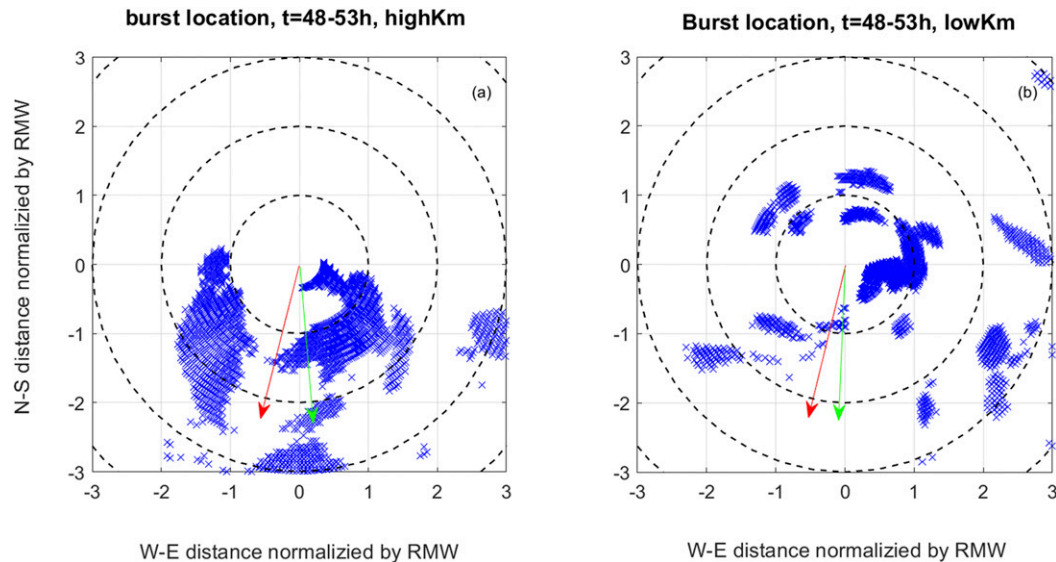 burst location, t=48-53h, highKm
Burst location, t=48-53h, lowKm
(a)
(b)
3
2
1
0
-1
-2
-3
3
2
1
0
-1
-2
-3
N-S distance normalizied by RMW
-3 -2 -1 0 1 2 3
-3 -2 -1 0 1 2 3
W-E distance normalizied by RMW
W-E distance normalizied by RMW